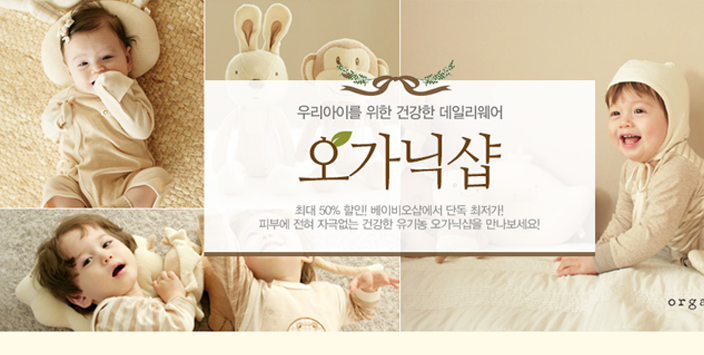 우리아이를 위한 건강한 데일리웨어
오가닉샵
최대 50% 할인!! 베이비오샵에서 단독 최저가!
피부에 전혀 자극없는 건강한 유기농 오가닉샵을 만나보세요!
orga